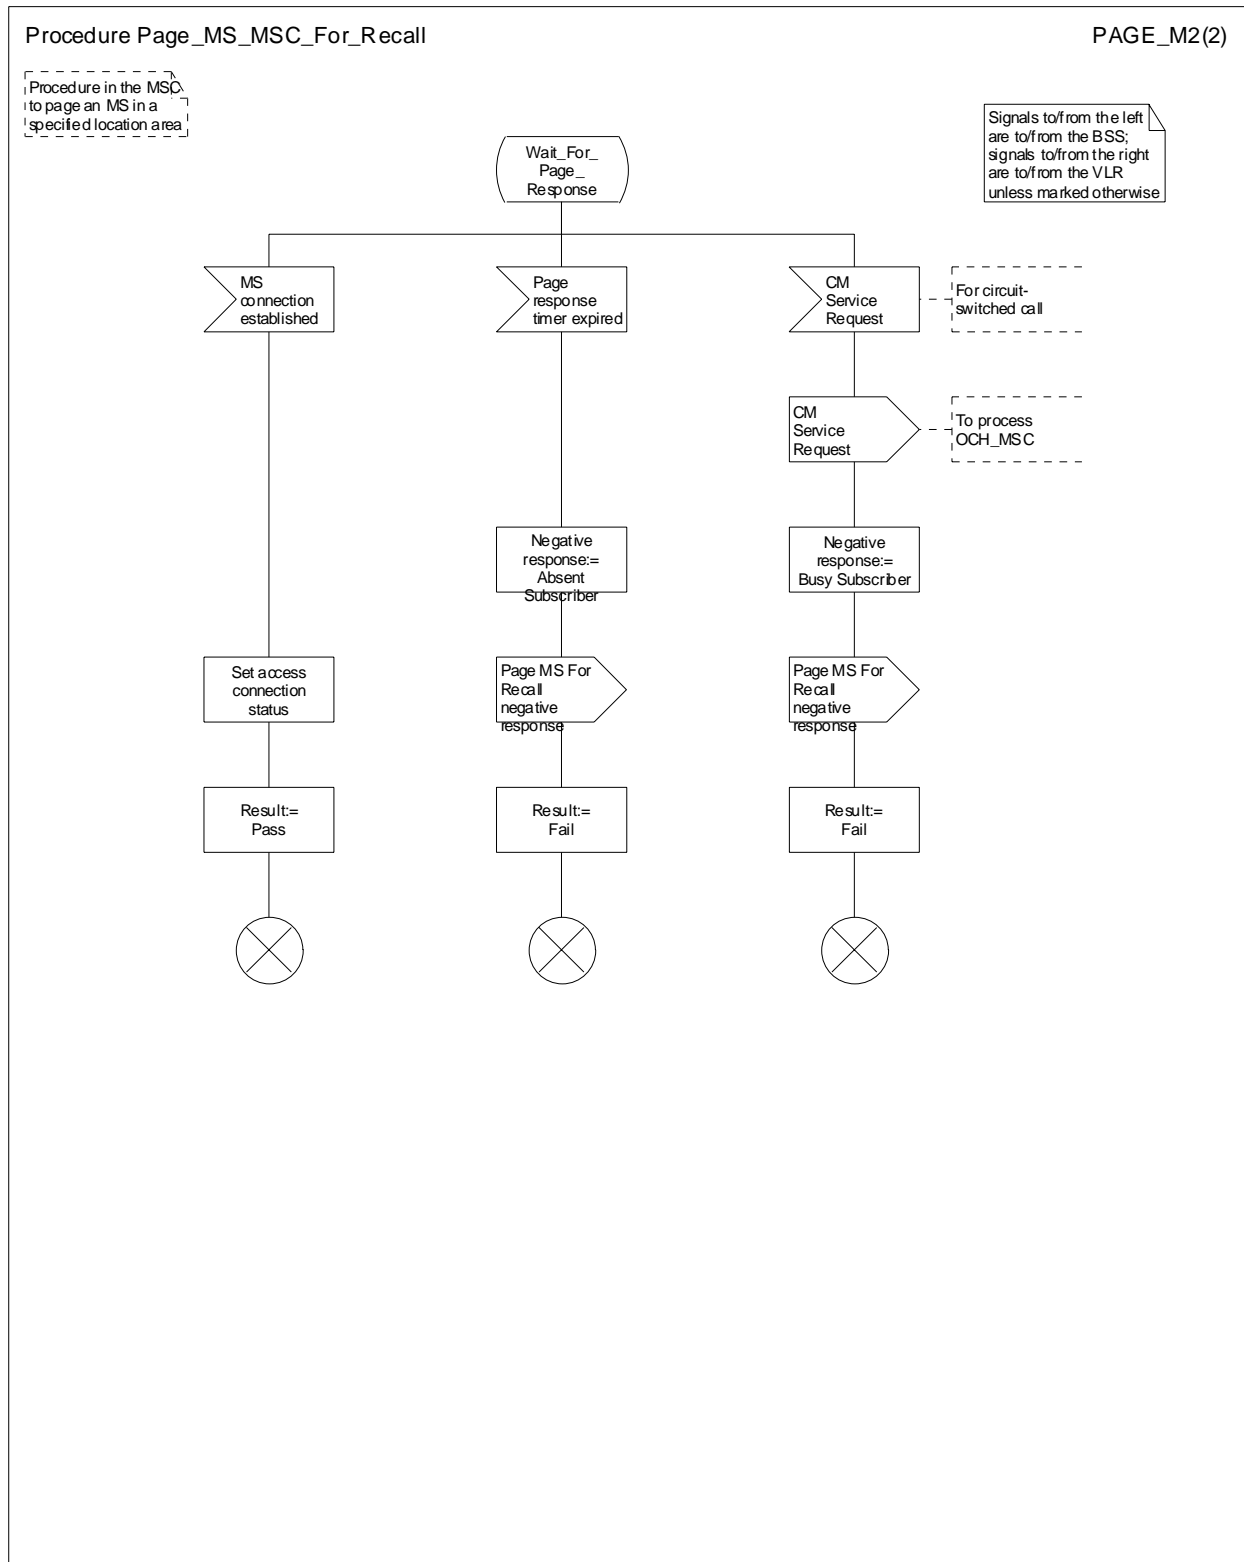 Procedure Page_MS_MSC_For_Recall
PAGE_M2(2)
Procedure in the MSC
to page an MS in a
specified location area
Signals to/from the left
are to/from the BSS;
signals to/from the right
are to/from the VLR
unless marked otherwise
Wait_For_
Page_
Response
MS
connection
established
Page
response
timer expired
CM
Service
Request
For circuit-
switched call
CM
Service
Request
To process
OCH_MSC
Negative
response:=
Absent
Subscriber
Negative
response:=
Busy Subscriber
Set access
connection
status
Page MS For
Recall
negative
response
Page MS For
Recall
negative
response
Result:=
Pass
Result:=
Fail
Result:=
Fail